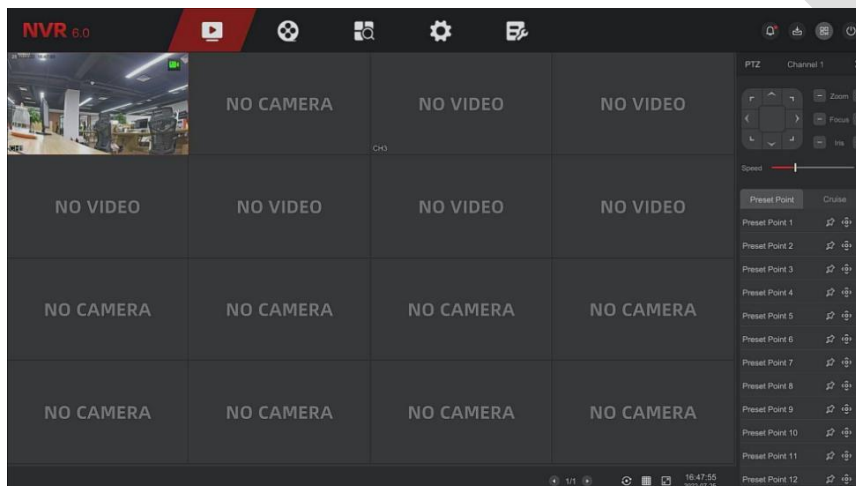 NVR 6.0
PTZ Channel 1
NO CAMERA NO VIDEO NO VIDEO
Zoom
Focus
Iris
CH3
Speed
NO VIDEO NO VIDEO NO VIDEO NO VIDEO
Preset Point Cruise
Preset Point 1
Preset Point 2
Preset Point 3
Preset Point 4
NO CAMERA NO CAMERA NO CAMERA NO CAMERA
Preset Point 5
Preset Point 6
Preset Point 7
Preset Point 8
NO CAMERA NO CAMERA NO CAMERA NO CAMERA
Preset Point 9
Preset Point 10
Preset Point 11
1/1 16:47:55
Preset Point 12